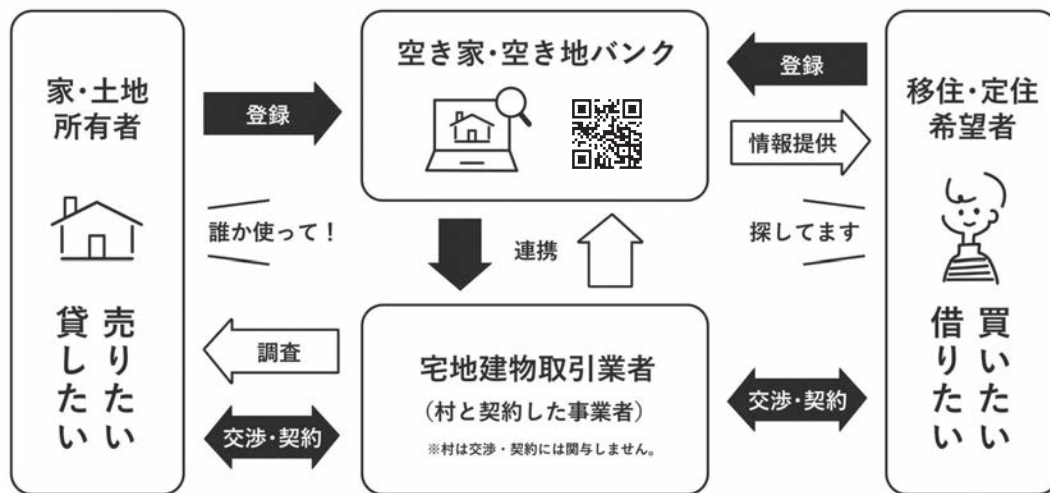 家・土地
所有者
売りたい
貸したい
登録
誰か使って！
調査
交渉・契約
空き家・空き地バンク
連携
宅地建物取引業者
（村と契約した事業者）
※村は交渉・契約には関与しません。
登録
情報提供
探してます
交渉・契約
移住・定住
希望者
買いたい
借りたい